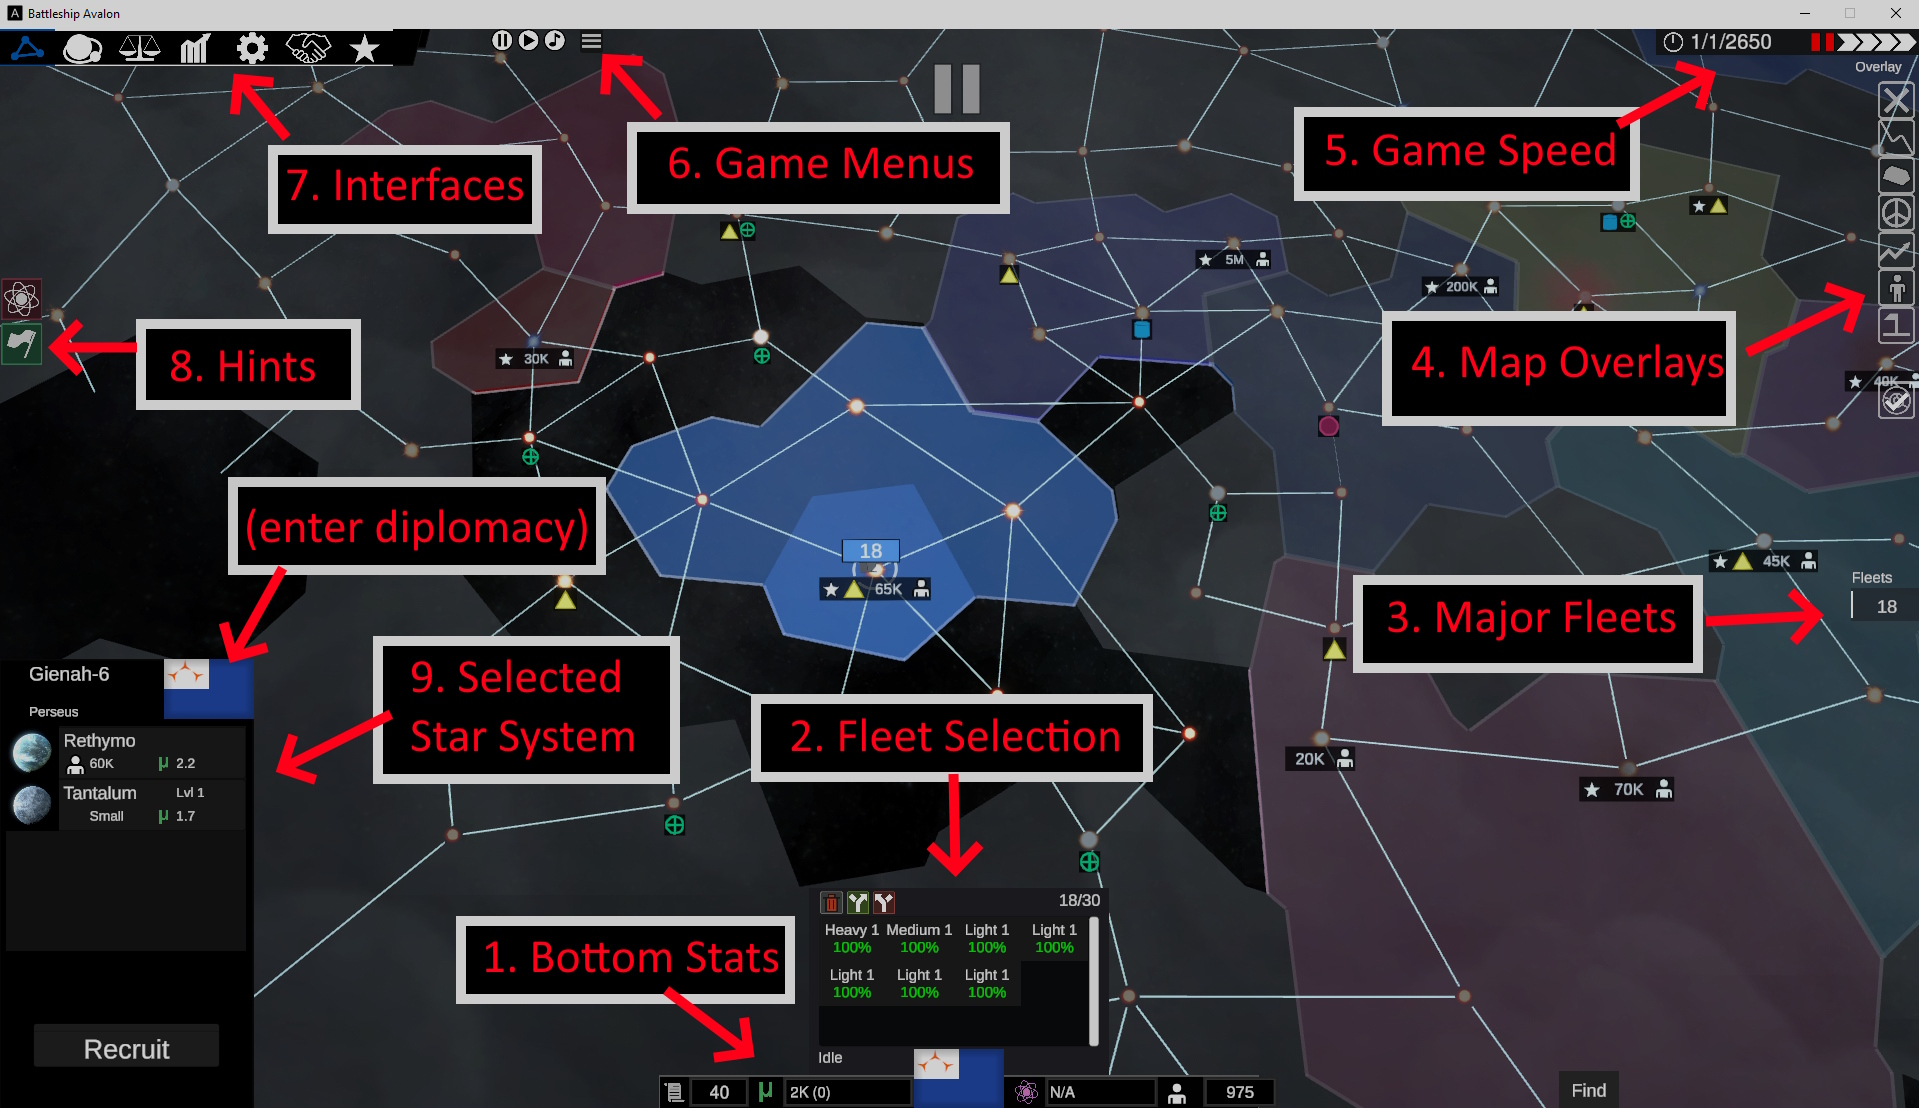 Battleship Avalon
1/1/2650
Overlay
7. Interfaces
6. Game Menus
5. Game Speed
5M
200K
8. Hints
30K
4. Map Overlays
40K
(enter diplomacy)
18
65K
45K
Fleets
18
3. Major Fleets
Gienah-6
Perseus
Rethymo
60K
µ 2.2
Tantalum
Lvl 1
Small
µ 1.7
9. Selected
Star System
2. Fleet Selection
20K
70K
18/30
Heavy 1 Medium 1 Light 1 Light 1
100% 100% 100% 100%
Light 1 Light 1 Light 1
100% 100% 100%
1. Bottom Stats
Recruit
Idle
40
µ 2K (0)
N/A
975
Find